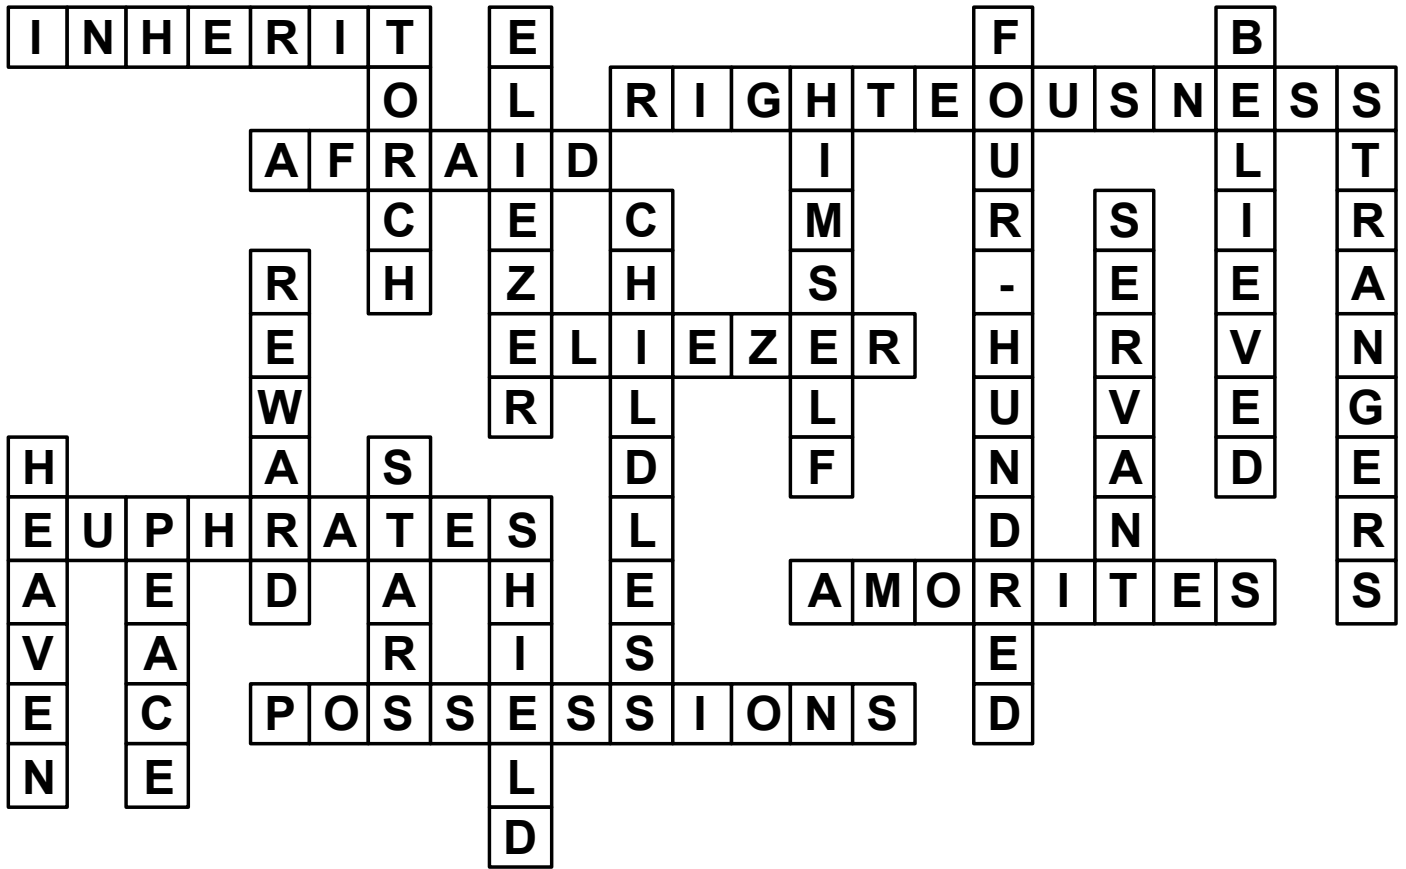 INHERIT
TORCH
ELIEZER
FOUR-HUNDRED
BELIEVED
RIGHTEOUSNESS
HIMSELF
STRANGERS
AFRAID
CHILDLESS
SERVANT
REWARD
ELIEZER
HEAVEN
STARS
EUPHRATES
PEACE
SHIELD
AMORITES
POSSESSIONS